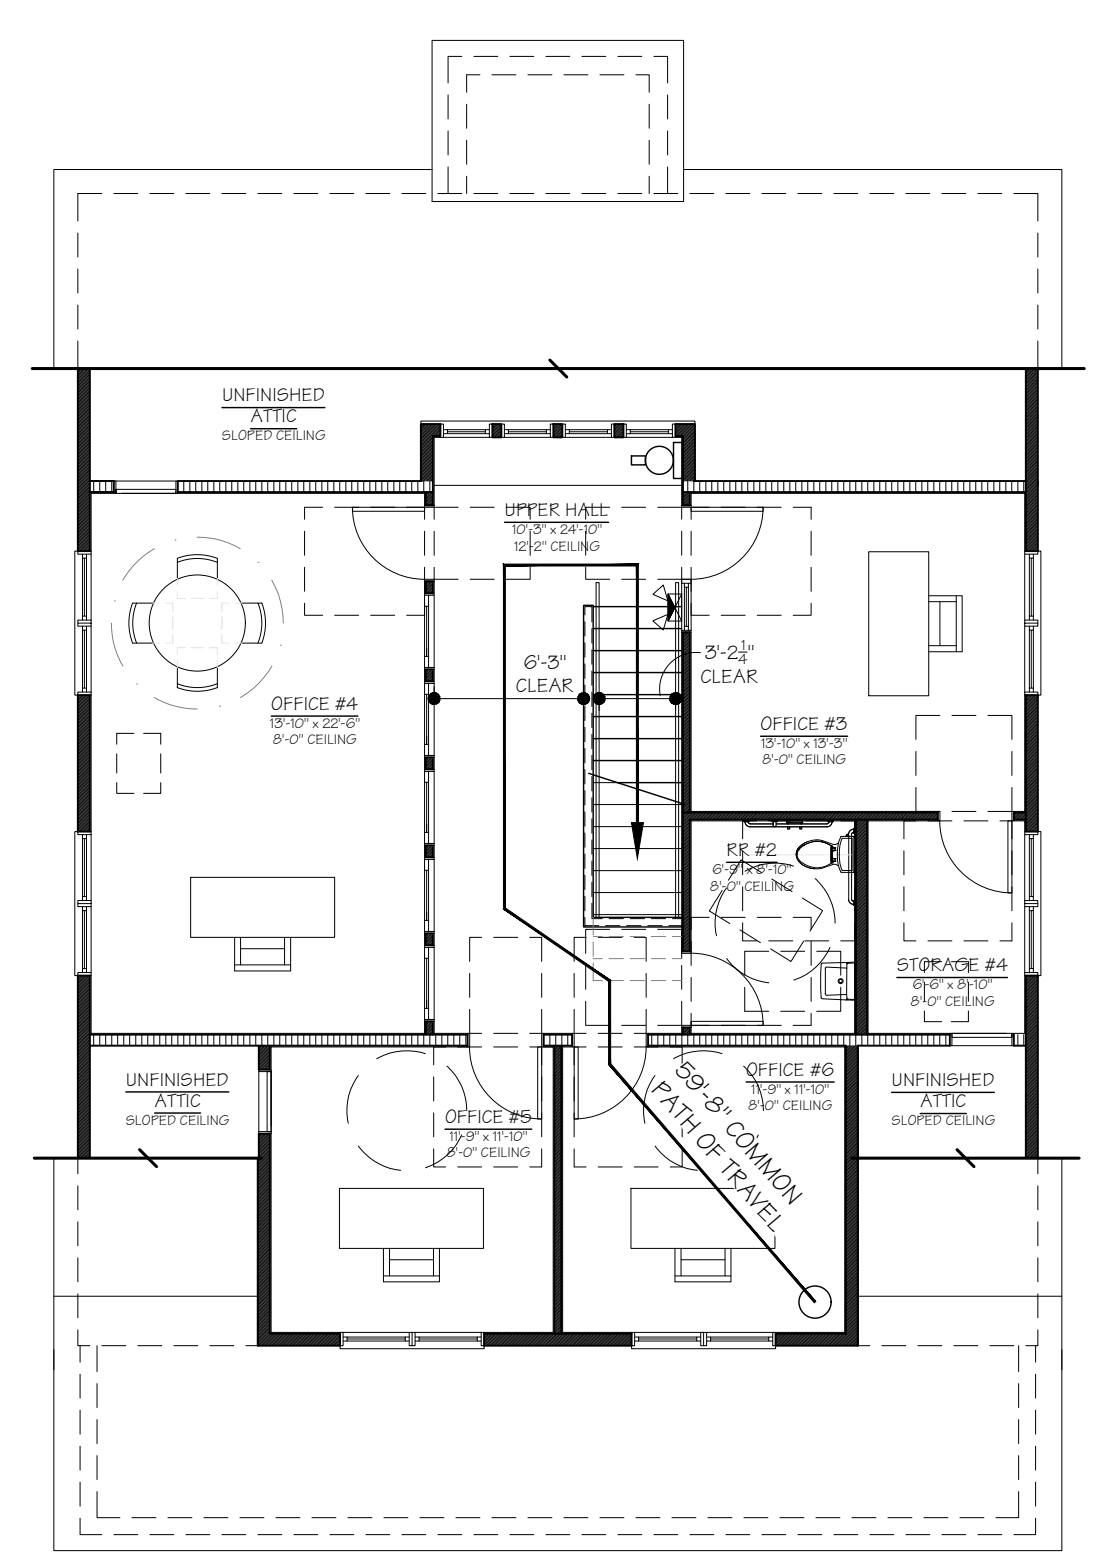 UNFINISHED
ATTIC
SLOPED CEILING
UPPER HALL
10'-3" x 24'-10"
12'-2" CEILING
6'-3"
CLEAR
3'-2 1/4"
CLEAR
OFFICE #4
13'-10" x 22'-6"
8'-0" CEILING
OFFICE #3
13'-10" x 13'-3"
8'-0" CEILING
RR #2
6'-9" x 8'-10"
8'-0" CEILING
STORAGE #4
6'-6" x 8'-10"
8'-0" CEILING
UNFINISHED
ATTIC
SLOPED CEILING
OFFICE #5
11'-9" x 11'-10"
8'-0" CEILING
OFFICE #6
11'-9" x 11'-10"
8'-0" CEILING
59'-8" COMMON
PATH OF TRAVEL
UNFINISHED
ATTIC
SLOPED CEILING